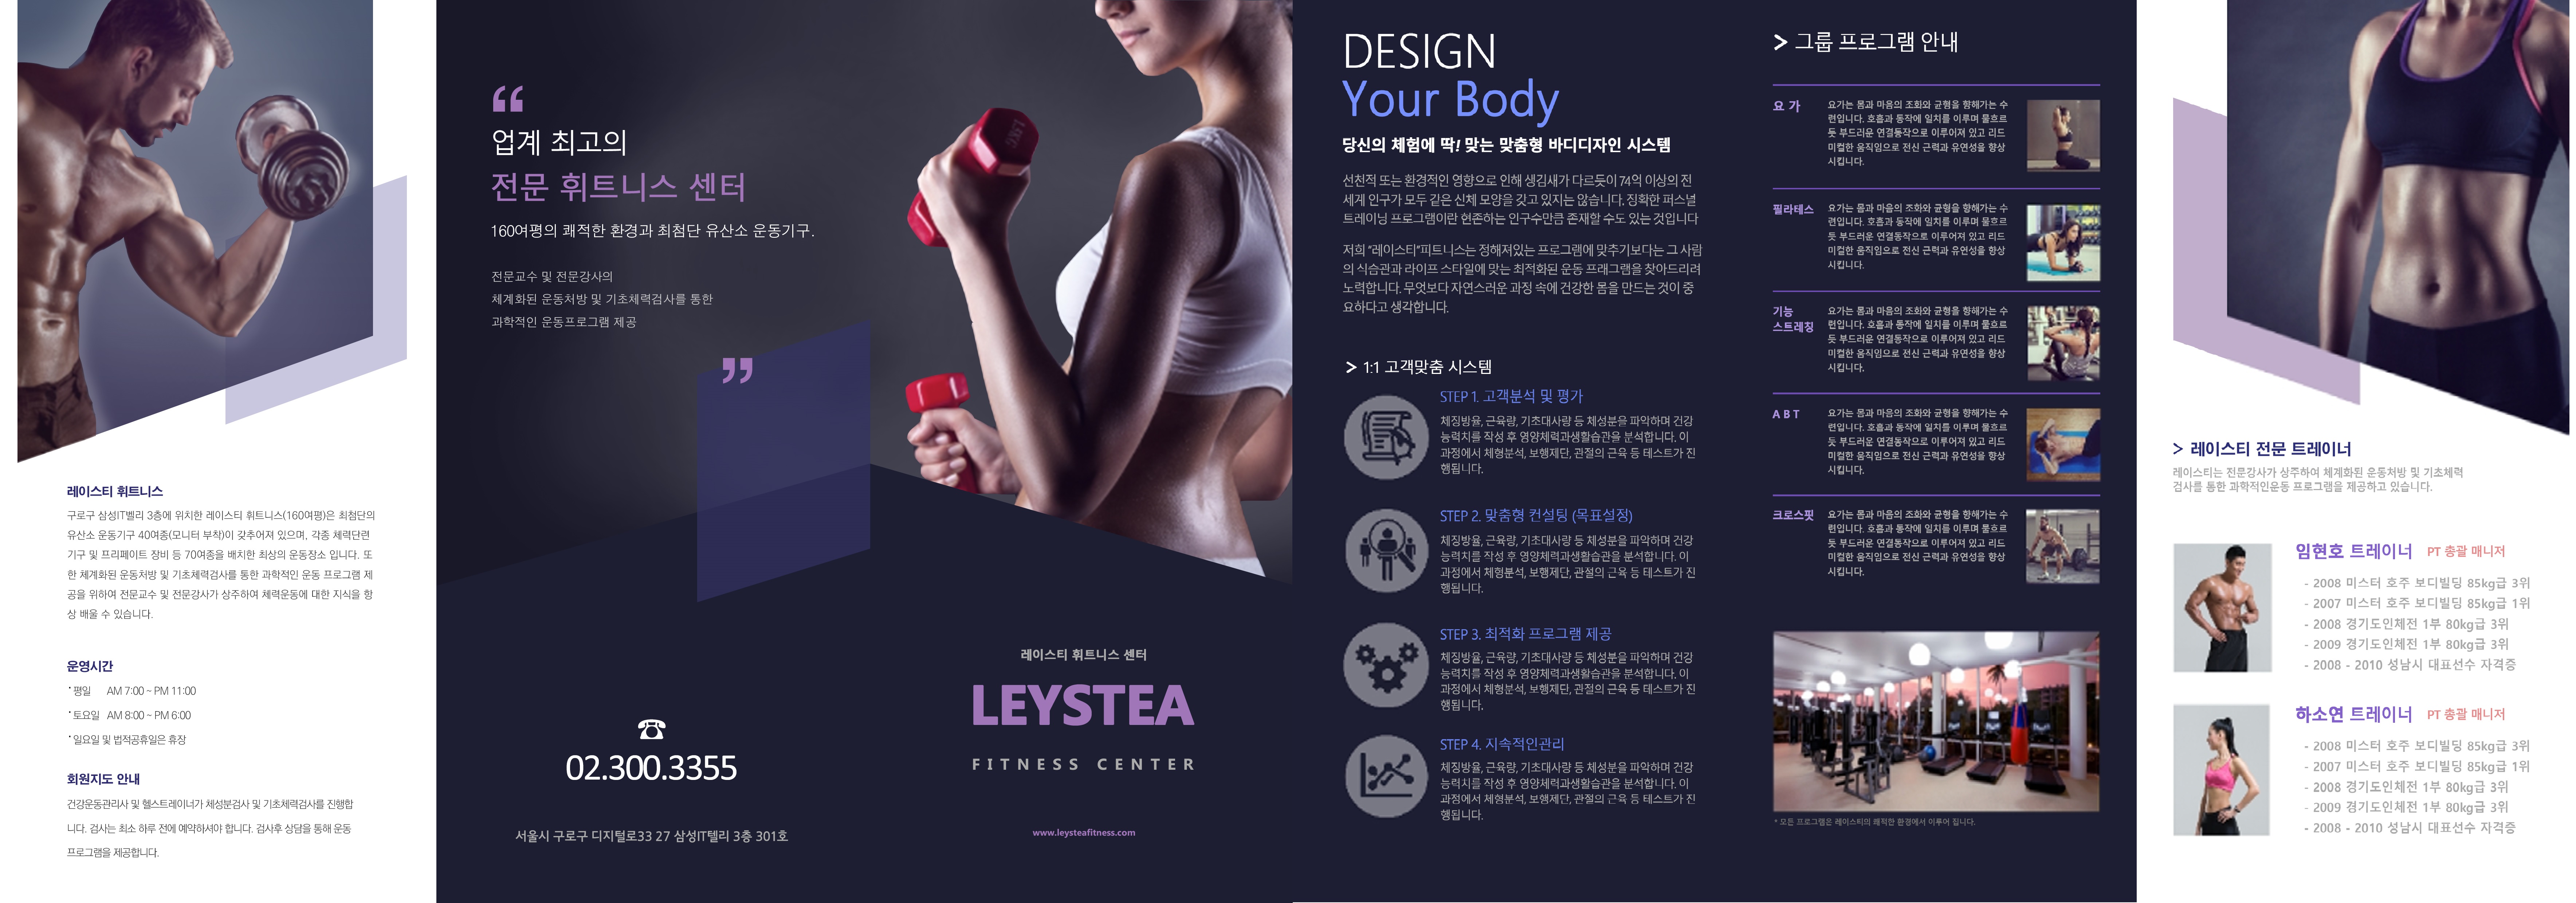 레이스티 휘트니스
구로구 삼성IT벨리 3층에 위치한 레이스티 휘트니스(160여평)은 최첨단의
유산소 운동기구 40여종(모니터 부착)이 갖추어져 있으며, 각종 체력단련
기구 및 프리페이트 장비 등 70여종을 배치한 최상의 운동장소 입니다. 또
한 체계화된 운동처방 및 기초체력검사를 통한 과학적인 운동 프로그램 제
공을 위하여 전문교수 및 전문강사가 상주하여 체력운동에 대한 지식을 항
상 배울 수 있습니다.
운영시간
• 평일 AM 7:00 ~ PM 11:00
• 토요일 AM 8:00 ~ PM 6:00
• 일요일 및 법적공휴일은 휴장
회원지도 안내
건강운동관리사 및 헬스트레이너가 체성분검사 및 기초체력검사를 진행합
니다. 검사는 최소 하루 전에 예약하셔야 합니다. 검사후 상담을 통해 운동
프로그램을 제공합니다.
“
업계 최고의
전문 휘트니스 센터
160여평의 쾌적한 환경과 최첨단 유산소 운동기구.
전문교수 및 전문강사의
체계화된 운동처방 및 기초체력검사를 통한
과학적인 운동프로그램 제공
”
02.300.3355
서울시 구로구 디지털로33 27 삼성IT텔리 3층 301호
레이스티 휘트니스 센터
LEYSTEA
FITNESS CENTER
www.leysteafitness.com
DESIGN
Your Body
당신의 체험에 딱! 맞는 맞춤형 바디디자인 시스템
선천적 또는 환경적인 영향으로 인해 생김새가 다르듯이 74억 이상의 전
세계 인구가 모두 같은 신체 모양을 갖고 있지는 않습니다. 정확한 퍼스널
트레이닝 프로그램이란 현존하는 인구수만큼 존재할 수도 있는 것입니다
저희 “레이스티”피트니스는 정해져있는 프로그램에 맞추기보다는 그 사람
의 식습관과 라이프 스타일에 맞는 최적화된 운동 프래그램을 찾아드리려
노력합니다. 무엇보다 자연스러운 과정 속에 건강한 몸을 만드는 것이 중
요하다고 생각합니다.
> 1:1 고객맞춤 시스템
STEP 1. 고객분석 및 평가
체징방율, 근육량, 기초대사량 등 체성분을 파악하며 건강
능력치를 작성 후 영양체력과생활습관을 분석합니다. 이
과정에서 체형분석, 보행제단, 관절의 근육 등 테스트가 진
행됩니다.
STEP 2. 맞춤형 컨설팅 (목표설정)
체징방율, 근육량, 기초대사량 등 체성분을 파악하며 건강
능력치를 작성 후 영양체력과생활습관을 분석합니다. 이
과정에서 체형분석, 보행제단, 관절의 근육 등 테스트가 진
행됩니다.
STEP 3. 최적화 프로그램 제공
체징방율, 근육량, 기초대사량 등 체성분을 파악하며 건강
능력치를 작성 후 영양체력과생활습관을 분석합니다. 이
과정에서 체형분석, 보행제단, 관절의 근육 등 테스트가 진
행됩니다.
STEP 4. 지속적인관리
체징방율, 근육량, 기초대사량 등 체성분을 파악하며 건강
능력치를 작성 후 영양체력과생활습관을 분석합니다. 이
과정에서 체형분석, 보행제단, 관절의 근육 등 테스트가 진
행됩니다.
> 그룹 프로그램 안내
요 가
요가는 몸과 마음의 조화와 균형을 향해가는 수
련입니다. 호흡과 동작에 일치를 이루며 물흐르
듯 부드러운 연결동작으로 이루어져 있고 리드
미컬한 움직임으로 전신 근력과 유연성을 향상
시킵니다.
필라테스
요가는 몸과 마음의 조화와 균형을 향해가는 수
련입니다. 호흡과 동작에 일치를 이루며 물흐르
듯 부드러운 연결동작으로 이루어져 있고 리드
미컬한 움직임으로 전신 근력과 유연성을 향상
시킵니다.
기능
스트레칭
요가는 몸과 마음의 조화와 균형을 향해가는 수
련입니다. 호흡과 동작에 일치를 이루며 물흐르
듯 부드러운 연결동작으로 이루어져 있고 리드
미컬한 움직임으로 전신 근력과 유연성을 향상
시킵니다.
A B T
요가는 몸과 마음의 조화와 균형을 향해가는 수
련입니다. 호흡과 동작에 일치를 이루며 물흐르
듯 부드러운 연결동작으로 이루어져 있고 리드
미컬한 움직임으로 전신 근력과 유연성을 향상
시킵니다.
크로스핏
요가는 몸과 마음의 조화와 균형을 향해가는 수
련입니다. 호흡과 동작에 일치를 이루며 물흐르
듯 부드러운 연결동작으로 이루어져 있고 리드
미컬한 움직임으로 전신 근력과 유연성을 향상
시킵니다.
* 모든 프로그램은 레이스티의 쾌적한 환경에서 이루어 집니다.
> 레이스티 전문 트레이너
레이스티는 전문강사가 상주하여 체계화된 운동처방 및 기초체력
검사를 통한 과학적인운동 프로그램을 제공하고 있습니다.
임현호 트레이너 PT 총괄 매니저
- 2008 미스터 호주 보디빌딩 85kg급 3위
- 2007 미스터 호주 보디빌딩 85kg급 1위
- 2008 경기도인체전 1부 80kg급 3위
- 2009 경기도인체전 1부 80kg급 3위
- 2008 - 2010 성남시 대표선수 자격증
하소연 트레이너 PT 총괄 매니저
- 2008 미스터 호주 보디빌딩 85kg급 3위
- 2007 미스터 호주 보디빌딩 85kg급 1위
- 2008 경기도인체전 1부 80kg급 3위
- 2009 경기도인체전 1부 80kg급 3위
- 2008 - 2010 성남시 대표선수 자격증